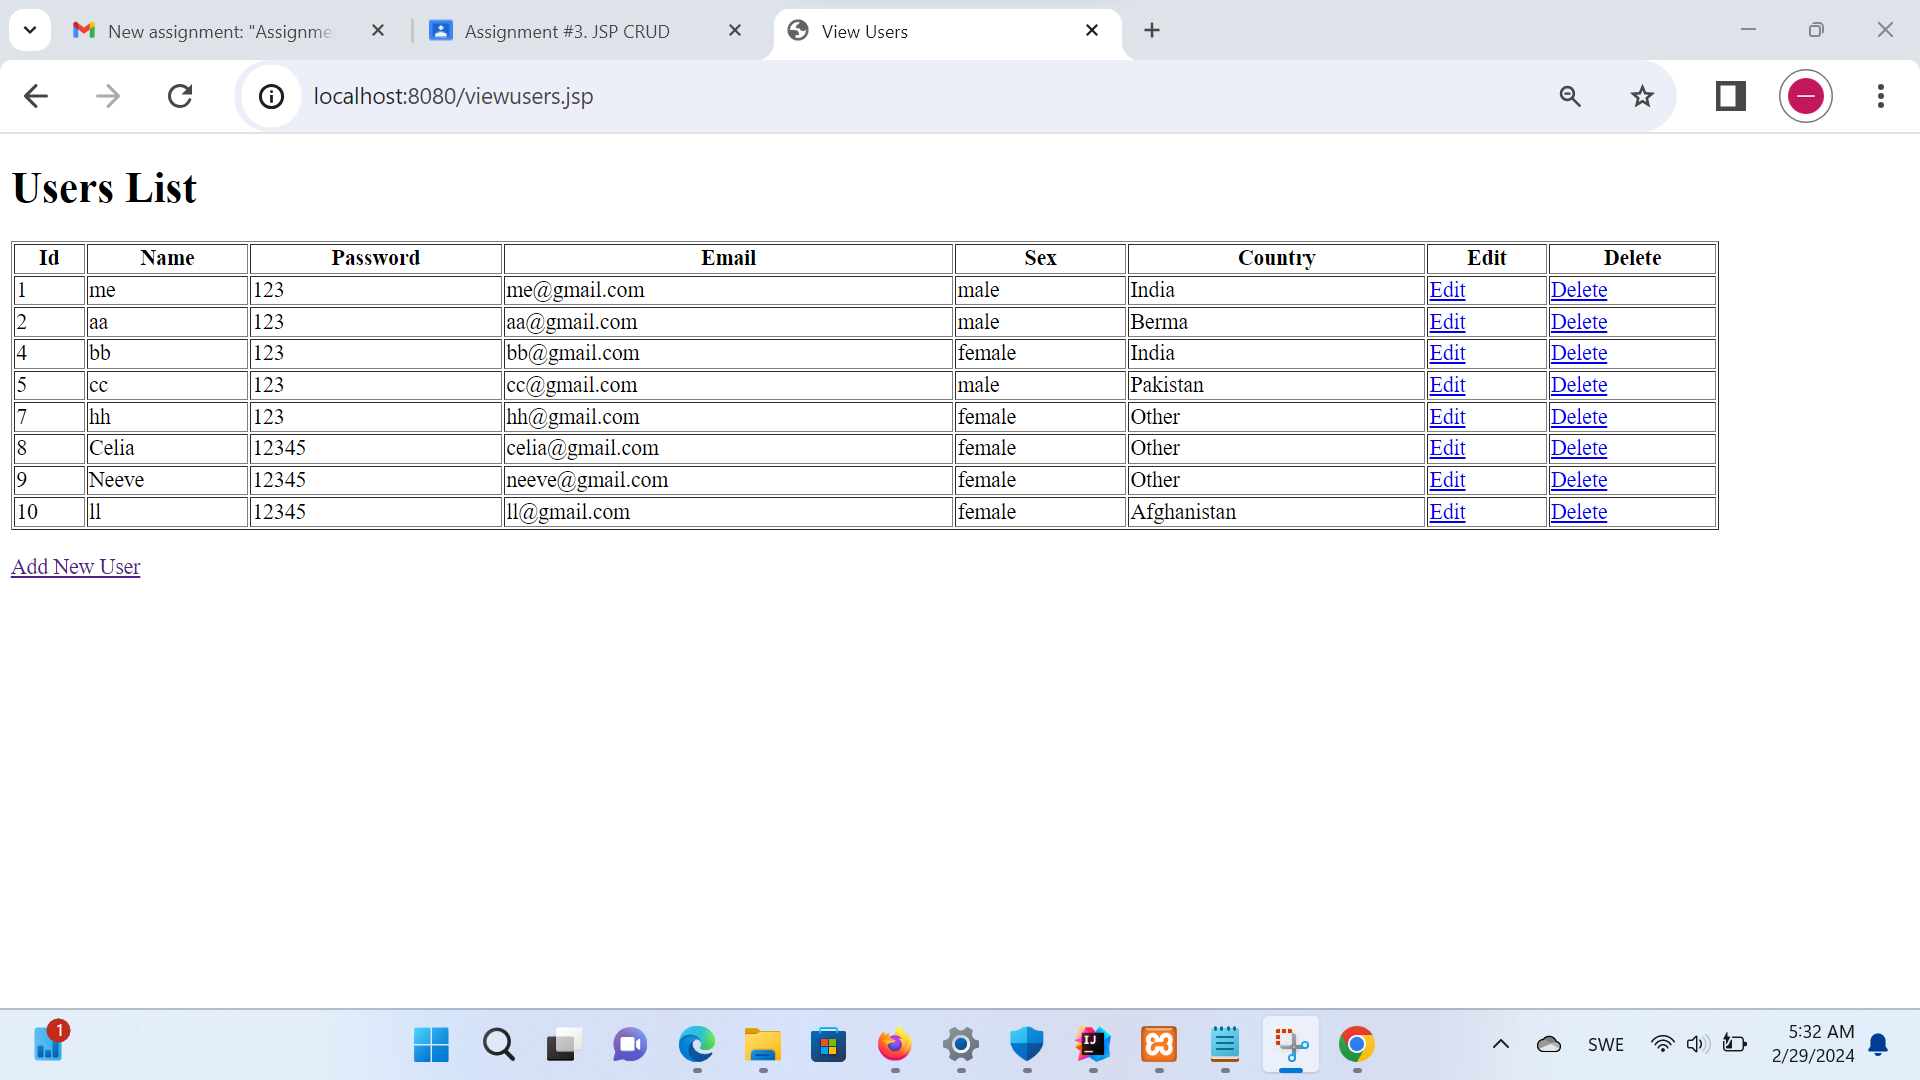 New assignment: "Assignme
Assignment #3. JSP CRUD
View Users
localhost:8080/viewusers.jsp
Users List
Id Name Password Email Sex Country Edit Delete
1 me 123 me@gmail.com male India Edit Delete
2 aa 123 aa@gmail.com male Berma Edit Delete
4 bb 123 bb@gmail.com female India Edit Delete
5 cc 123 cc@gmail.com male Pakistan Edit Delete
7 hh 123 hh@gmail.com female Other Edit Delete
8 Celia 12345 celia@gmail.com female Other Edit Delete
9 Neeve 12345 neeve@gmail.com female Other Edit Delete
10 ll 12345 ll@gmail.com female Afghanistan Edit Delete
Add New User
1
IJ
SWE
5:32 AM
2/29/2024